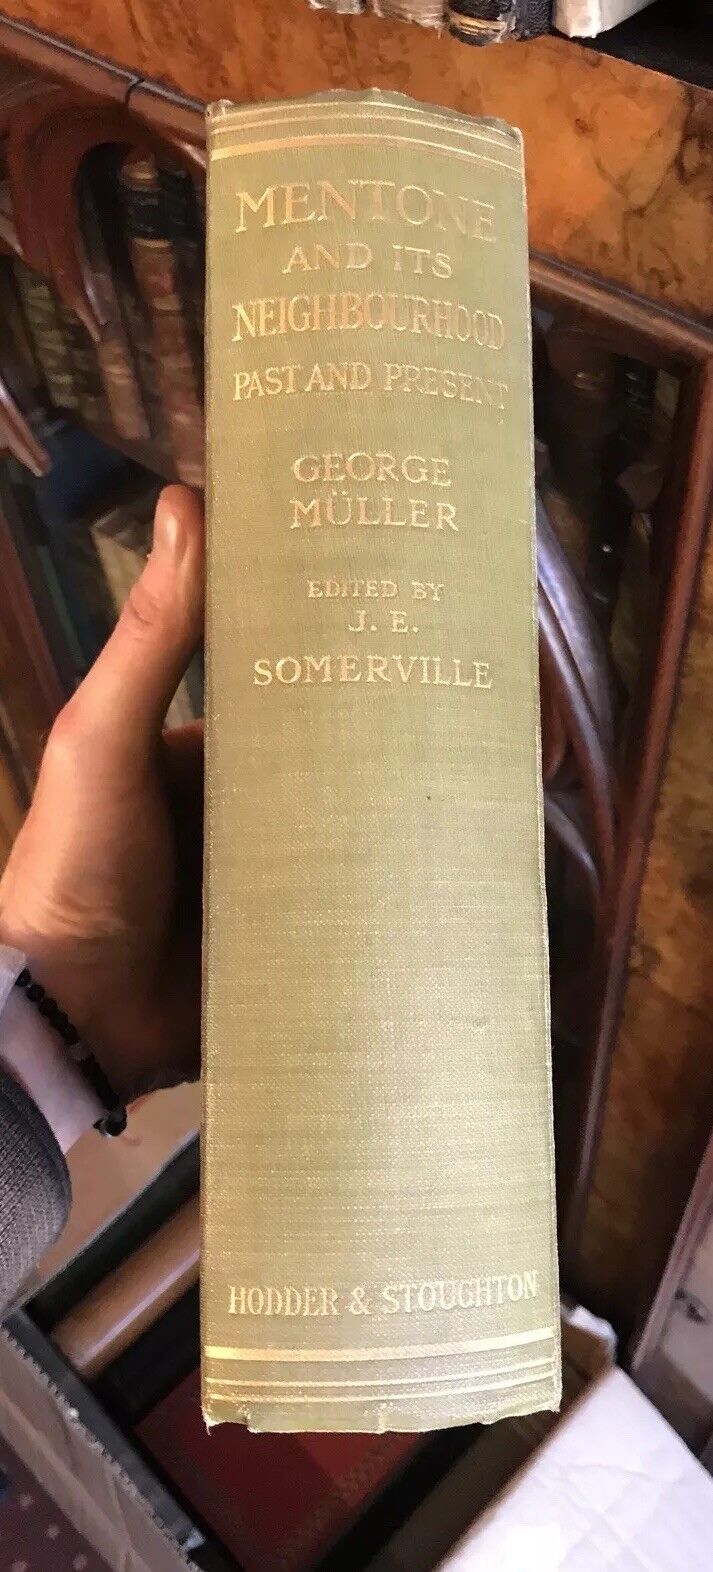 MENTONE
AND ITS
NEIGHBOURHOOD
PAST AND PRESENT
GEORGE
MÜLLER
EDITED BY
J. E.
SOMERVILLE
HODDER & STOUGHTON